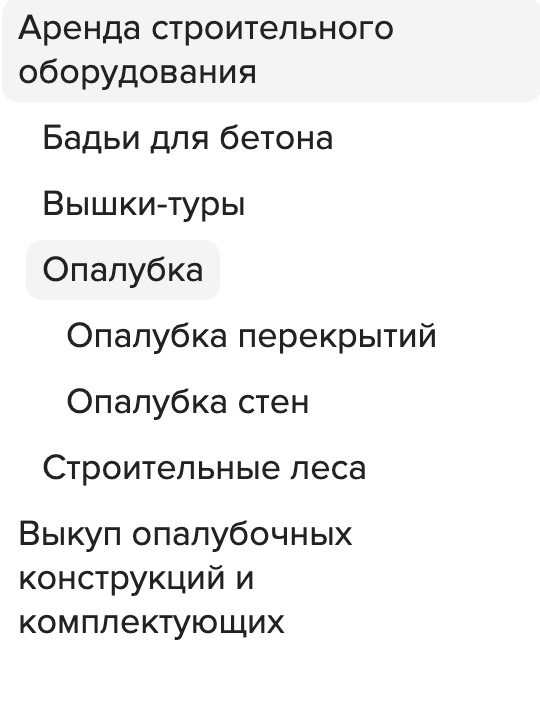 Аренда строительного
оборудования
Бадьи для бетона
Вышки-туры
Опалубка
Опалубка перекрытий
Опалубка стен
Строительные леса
Выкуп опалубочных
конструкций и
комплектующих